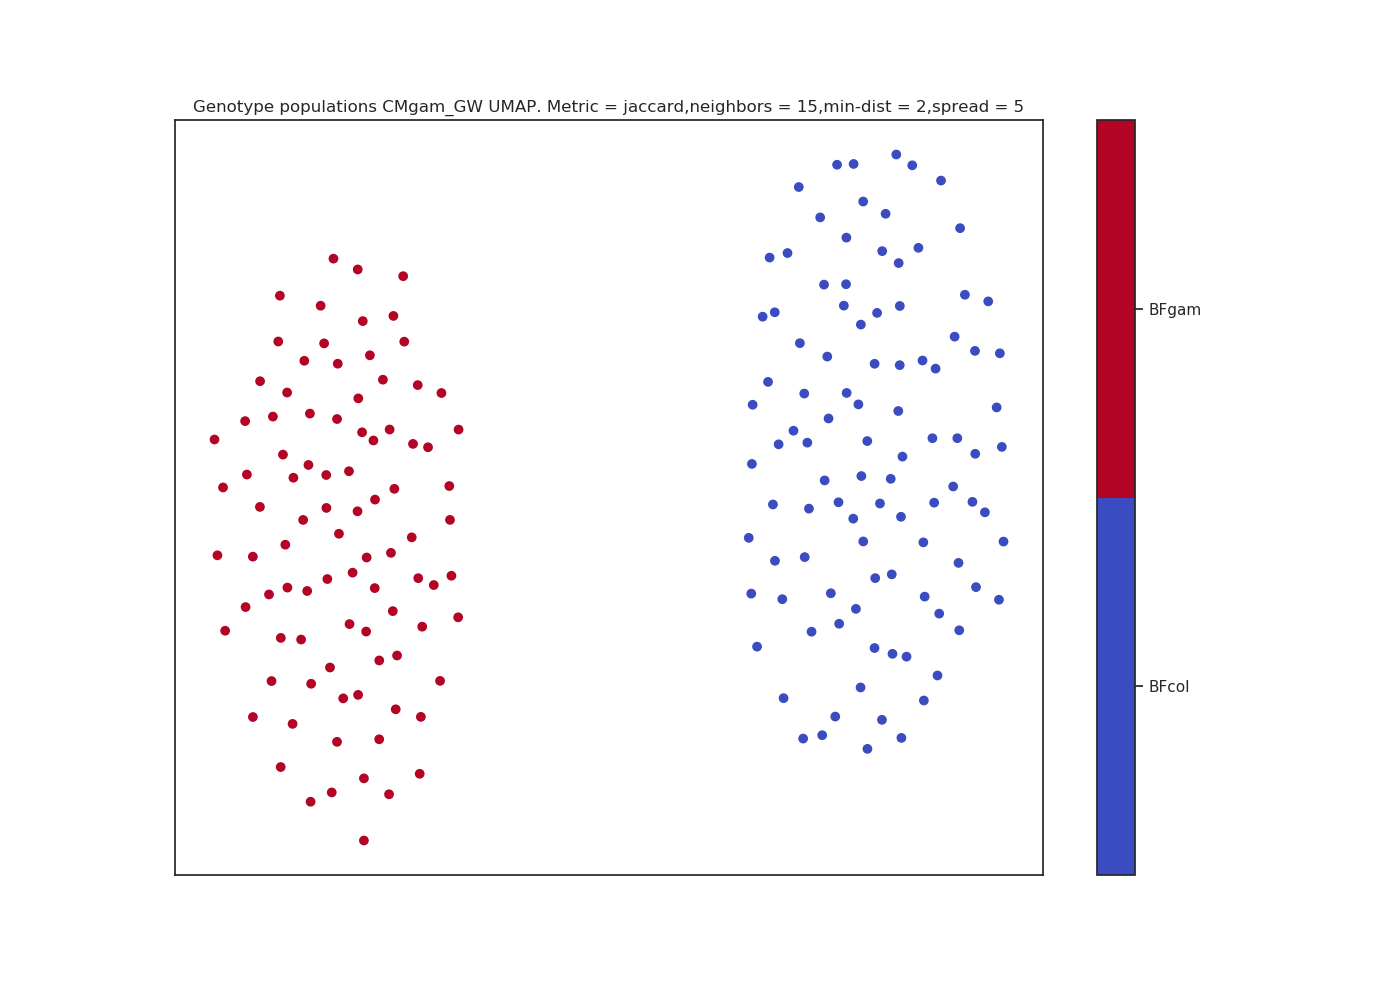 Genotype populations CMgam_GW UMAP. Metric = jaccard,neighbors = 15,min-dist = 2,spread = 5
BFgam
BFcol